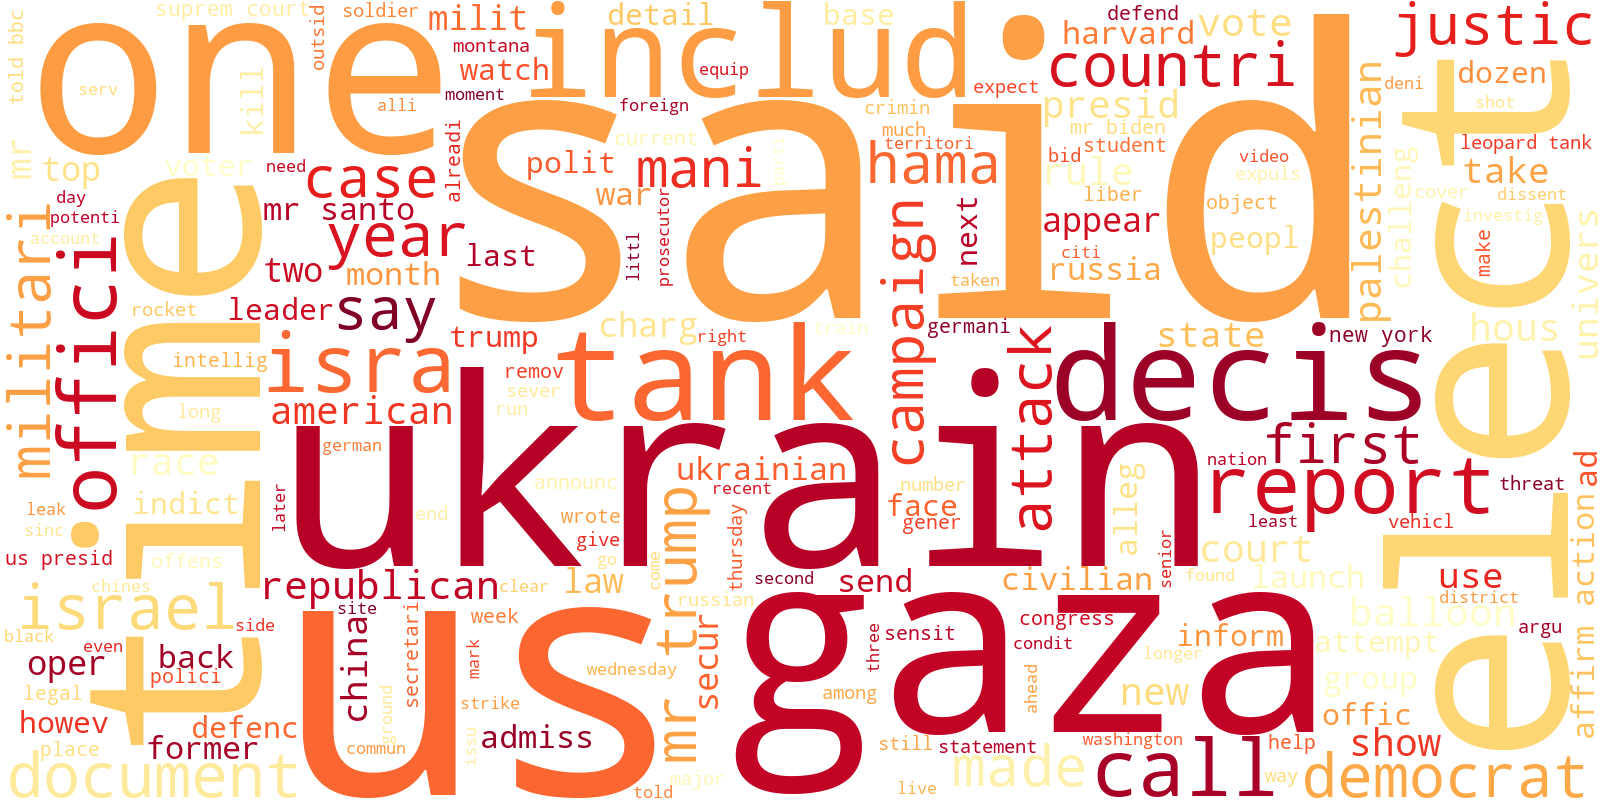 said
ukrain
us
gaza
one
time
elect
includ
tank
decis
isra
report
offici
justic
countri
case
year
say
mani
hama
campaign
attack
first
call
democrat
document
israel
republican
mr trump
militari
milit
made
american
mr santo
top
two
month
leader
last
polit
war
charg
trump
watch
detail
base
harvard
vote
presid
rule
appear
next
russia
peopl
state
palestinian
challeng
take
dozen
hous
univers
kill
voter
mr
told bbc
suprem court
soldier
outsid
montana
moment
equip
foreign
current
crimin
much
territori
expect
defend
mr biden
student
bid
liber
citi
video
expuls
object
leopard tank
deni
shot
cover
dissent
investig
make
new york
germani
taken
right
train
parti
prosecutor
littl
alreadi
need
alli
serv
day
potenti
account
rocket
intellig
long
race
indict
leak
sinc
us presid
offens
chines
black
even
side
oper
back
polici
legal
howev
defenc
place
former
later
german
remov
sever
run
announc
end
wrote
give
go
clear
law
come
thursday
recent
second
ukrainian
number
face
gener
send
civilian
alleg
senior
court
found
launch
least
nation
threat
vehicl
ad
affirm action
use
district
balloon
argu
attempt
group
offic
show
help
way
new
longer
inform
congress
condit
sensit
three
among
ahead
still
statement
live
washington
major
told
secur
russian
wednesday
admiss
issu
strike
week
mark
secretari
site
china
ground
commun